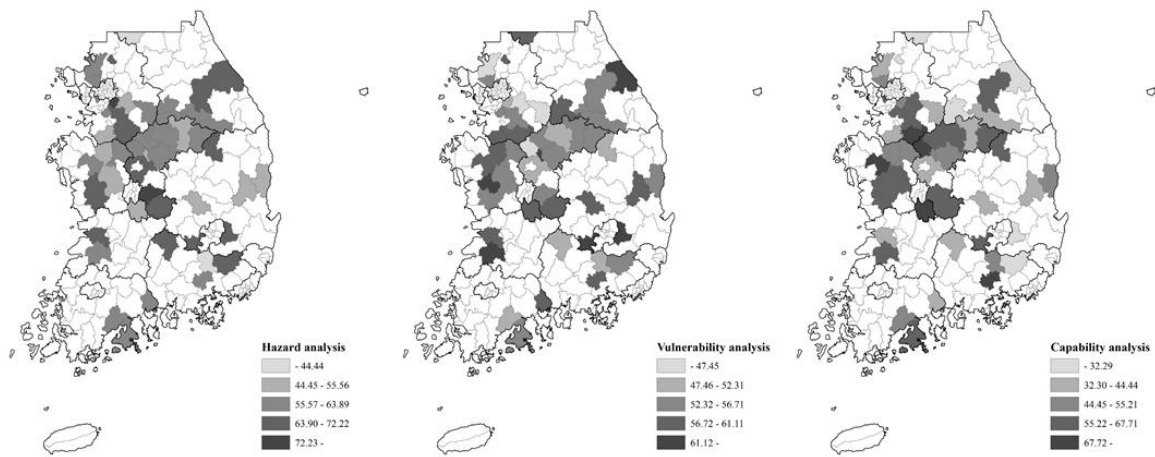 Hazard analysis
- 44.44
44.45 - 55.56
55.57 - 63.89
63.90 - 72.22
72.23 -
Vulnerability analysis
- 47.45
47.46 - 52.31
52.32 - 56.71
56.72 - 61.11
61.12 -
Capability analysis
- 32.29
32.30 - 44.44
44.45 - 55.21
55.22 - 67.71
67.72 -